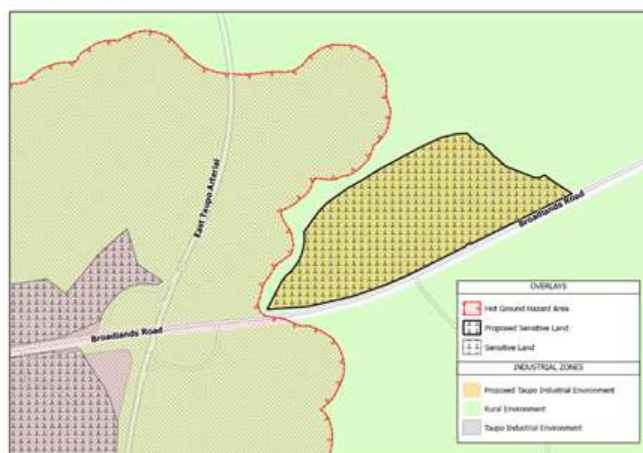 East Taupo Arterial
Broadlands Road
Broadlands Road
OVERLAYS
Hot Ground Hazard Area
Proposed Sensitive Land
Sensitive Land
INDUSTRIAL ZONES
Proposed Taupo Industrial Environment
Rural Environment
Taupo Industrial Environment